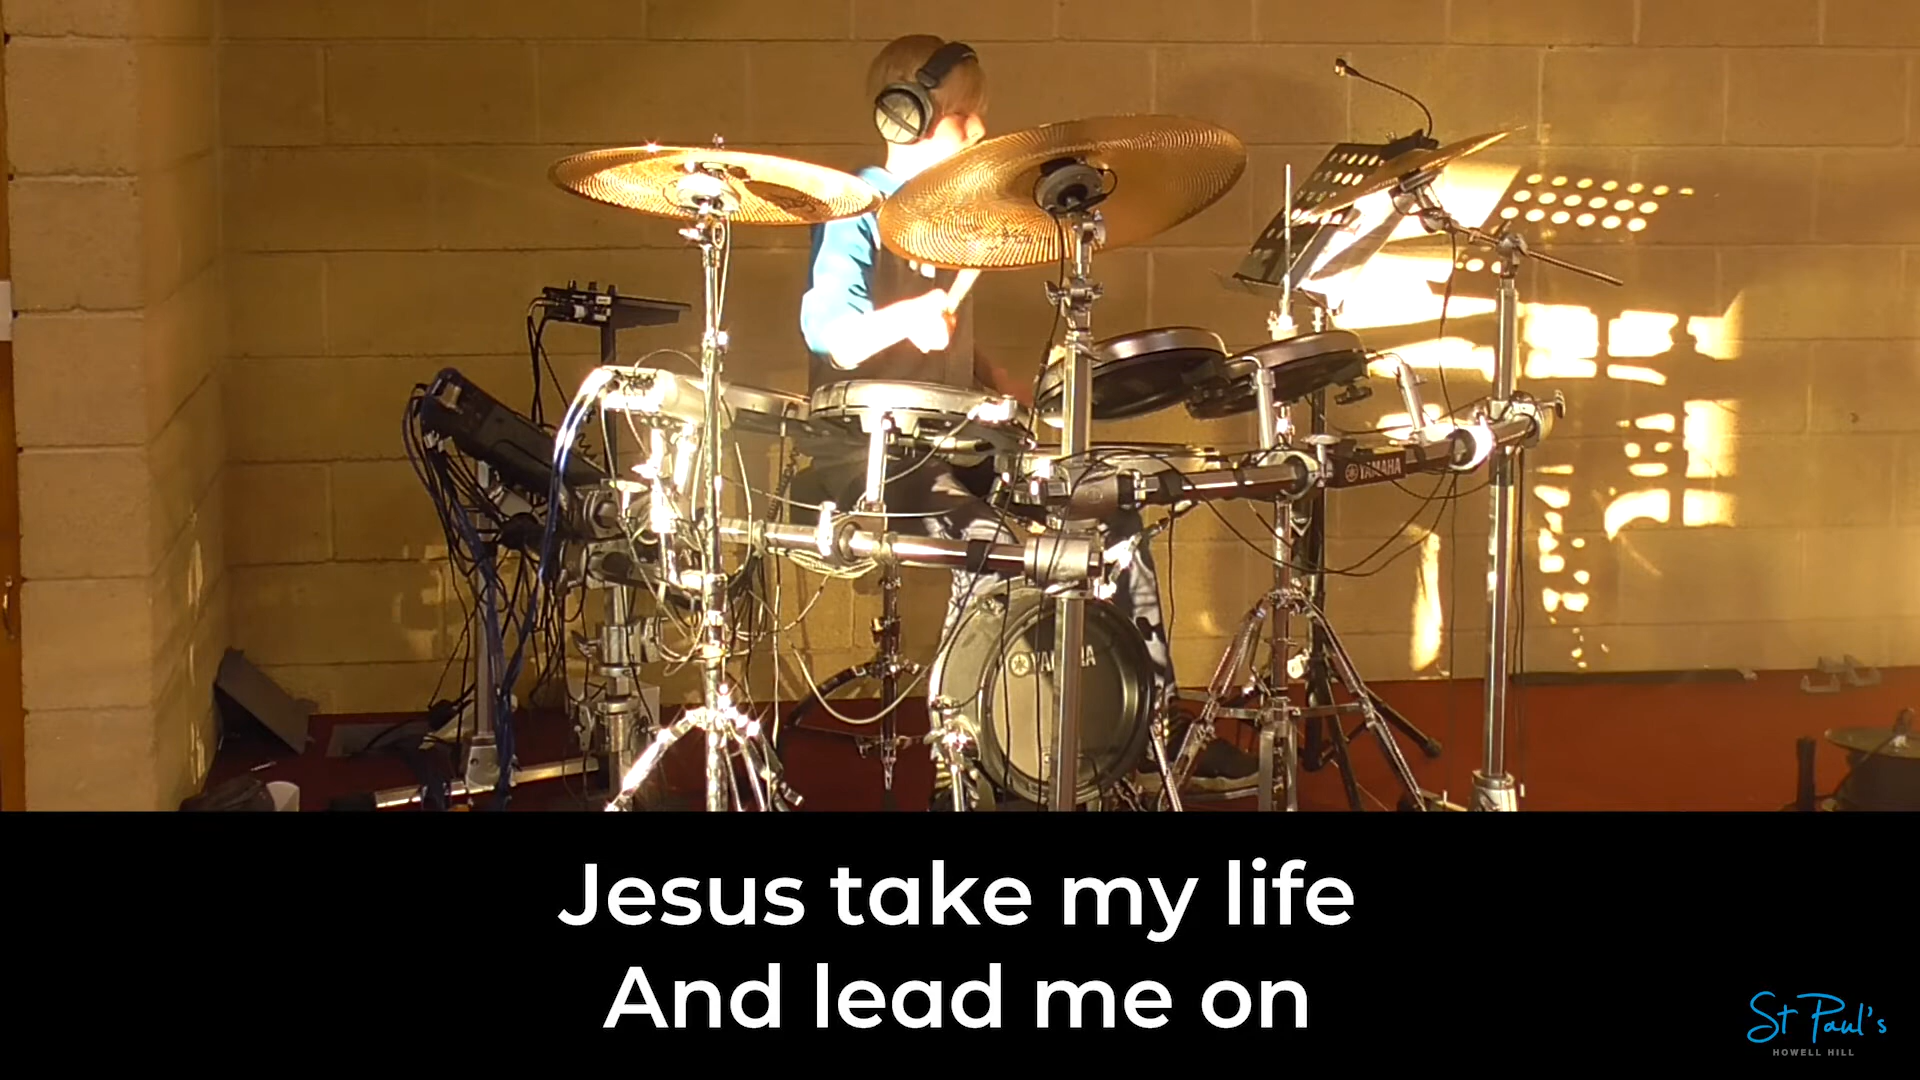 YAMAHA
YAMAHA
Jesus take my life
And lead me on
St Paul's
HOWELL HILL